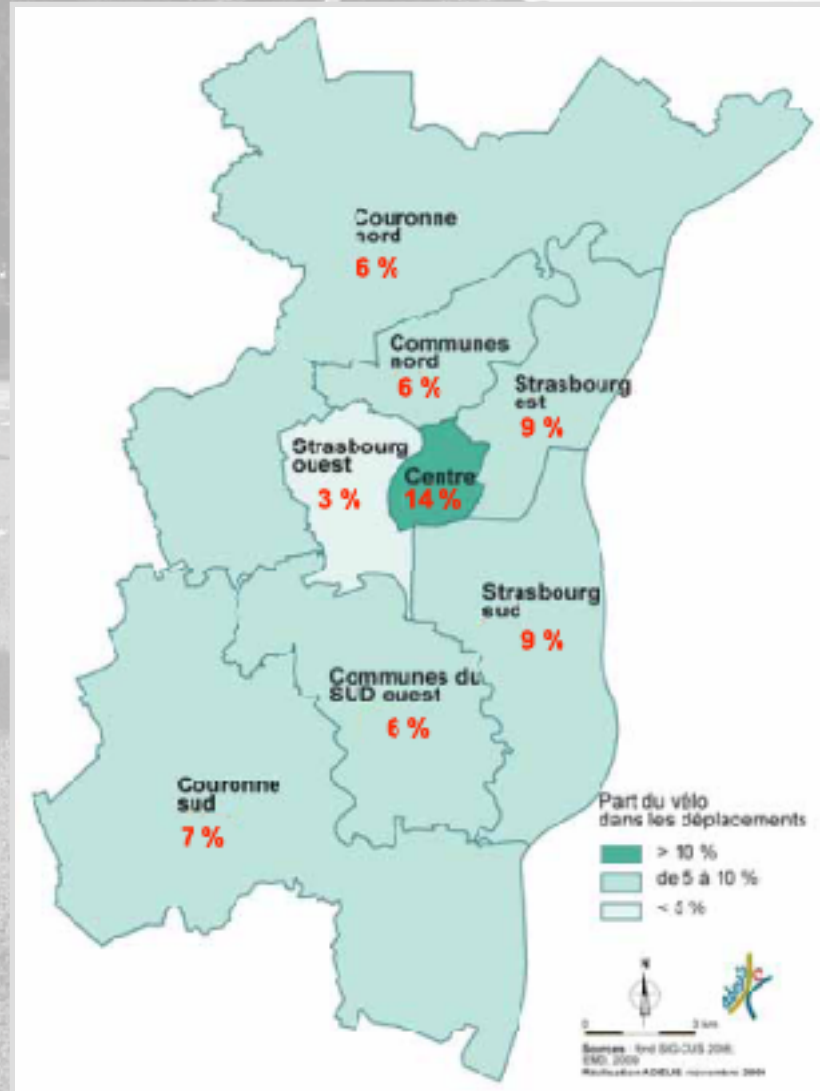 Couronne
nord
6 %
Communes
nord
6 %
Strasbourg
est
9 %
Strasbourg
ouest
3 %
Centre
14 %
Strasbourg
sud
9 %
Communes du
SUD ouest
6 %
Couronne
sud
7 %
Part du vélo
dans les déplacements
> 10 %
de 5 à 10 %
< 5 %
N
0 3 km
Sources :